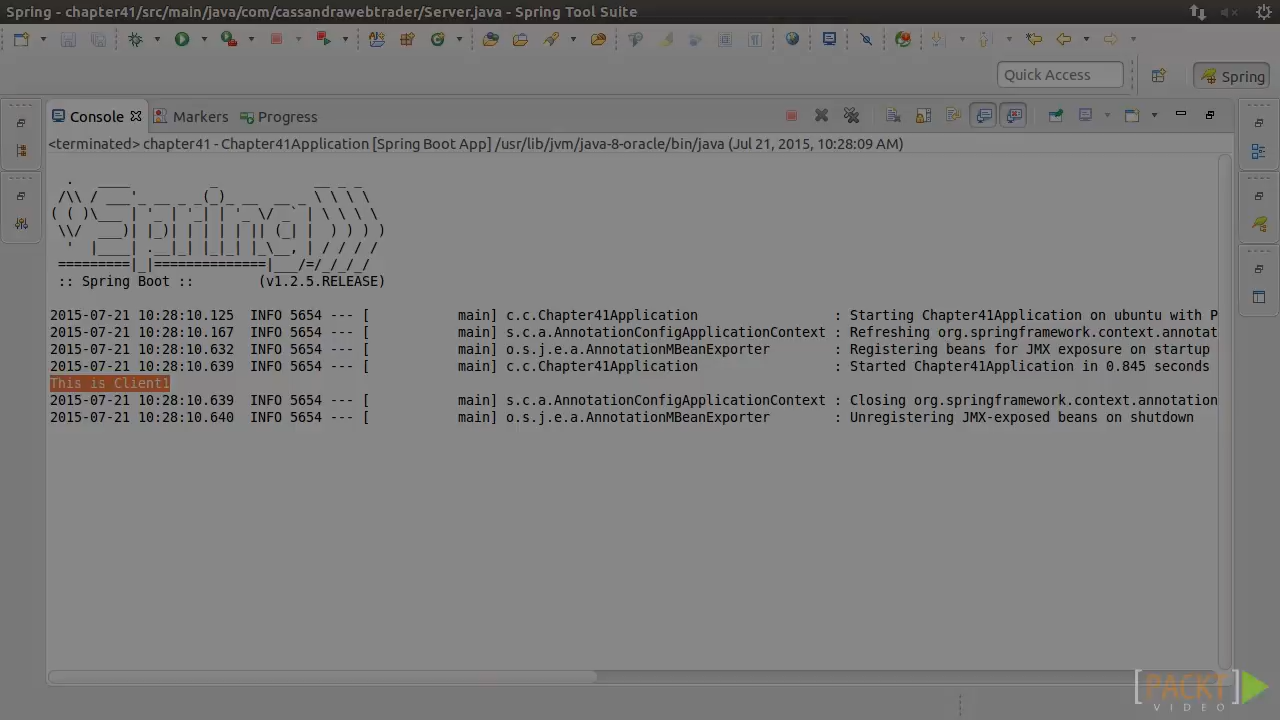 Spring - chapter41/src/main/java/com/cassandrawebtrader/Server.java - Spring Tool Suite
Quick Access
Spring
Console Markers Progress
<terminated> chapter41 - Chapter41Application [Spring Boot App] /usr/lib/jvm/java-8-oracle/bin/java (Jul 21, 2015, 10:28:09 AM)
Spring
:: Spring Boot :: (v1.2.5.RELEASE)
2015-07-21 10:28:10.125 INFO 5654 --- [ main] c.c.Chapter41Application : Starting Chapter41Application on ubuntu with P
2015-07-21 10:28:10.167 INFO 5654 --- [ main] s.c.a.AnnotationConfigApplicationContext : Refreshing org.springframework.context.annotat
2015-07-21 10:28:10.632 INFO 5654 --- [ main] o.s.j.e.a.AnnotationMBeanExporter : Registering beans for JMX exposure on startup
2015-07-21 10:28:10.639 INFO 5654 --- [ main] c.c.Chapter41Application : Started Chapter41Application in 0.845 seconds
This is Client1
2015-07-21 10:28:10.639 INFO 5654 --- [ main] s.c.a.AnnotationConfigApplicationContext : Closing org.springframework.context.annotation
2015-07-21 10:28:10.640 INFO 5654 --- [ main] o.s.j.e.a.AnnotationMBeanExporter : Unregistering JMX-exposed beans on shutdown
[PACKT]
VIDEO